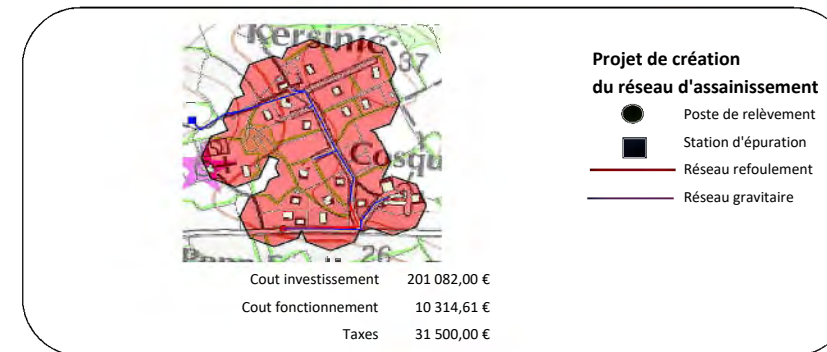 Kersinic
37
Cosqu
26
Projet de création
du réseau d'assainissement
Poste de relèvement
Station d'épuration
Réseau refoulement
Réseau gravitaire
Cout investissement 201 082,00 €
Cout fonctionnement 10 314,61 €
Taxes 31 500,00 €